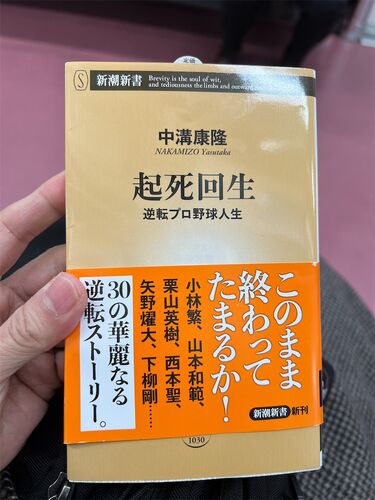 新潮新書
Brevity is the soul of wit,
and tediousness the limbs and outward
中溝康隆
NAKAMIZO Yasutaka
起死回生
逆転プロ野球人生
このまま
終わって
たまるか!
小林繁、山本和範、
栗山英樹、西本聖、
矢野燿大、下柳剛……
30の華麗なる
逆転ストーリー。
新潮新書 新刊
1030